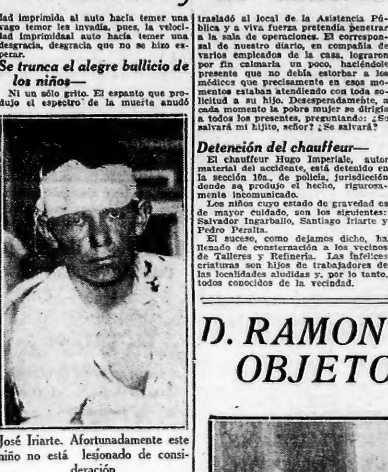 dad imprimida al auto hacía temer una
vago temor les invadía, pues, la veloci-
dad imprimidaal auto hacía temer una
desgracia, desgracia que no se hizo es-
perar.
Se trunca el alegre bullicio de
los niños—
Ni un sólo grito. El espanto que pro-
dujo el espectro de la muerte anudó
José Iriarte. Afortunadamente este
niño no está lesionado de consi-
deración
trasladó al local de la Asistencia Pú-
blica y a viva fuerza pretendía penetrar
a la sala de operaciones. El correspon-
sal de nuestro diario, en compañía de
varios empleados de la casa, lograron
por fin calmarla un poco, haciéndole
presente que no debía estorbar a los
médicos que precisamente en esos mo-
mentos estaban atendiendo con toda so-
licitud a su hijo. Desesperadamente, a
cada momento la pobre mujer se dirigía
a todos los presentes, preguntando: ¿Se
salvará mi hijito, señor? ¿Se salvará?
Detención del chauffeur—
El chauffeur Hugo Imperiale, autor
material del accidente, está detenido en
la sección 10a., de policía, jurisdicción
donde se produjo el hecho, rigurosa-
mente incomunicado.
Los niños cuyo estado de gravedad es
de mayor cuidado, son los siguientes:
Salvador Ingarballo, Santiago Iriarte y
Pedro Peralta.
El suceso, como dejamos dicho, ha
llenado de consternación a los vecinos
de Talleres y Refinería. Las infelices
criaturas son hijos de trabajadores de
las localidades aludidas y, por lo tanto,
todos conocidos de la vecindad.
D. RAMON
OBJETO